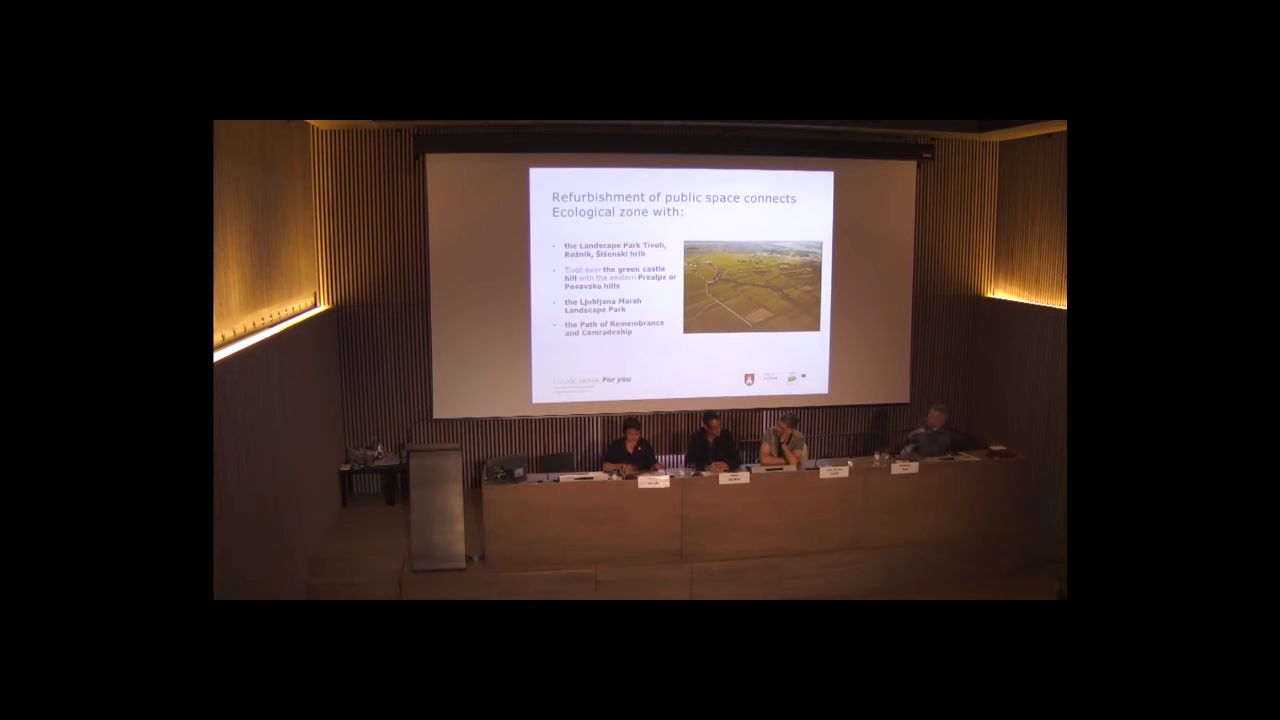 Refurbishment of public space connects
Ecological zone with:
• the Landscape Park Tivoli,
Rožnik, Šišenski hrib
• Tivoli over the green castle
hill with the eastern Prealps or
Posavsko hills
• the Ljubljana Marsh
Landscape Park
• the Path of Remembrance
and Comradeship
LJUBLJANA For you